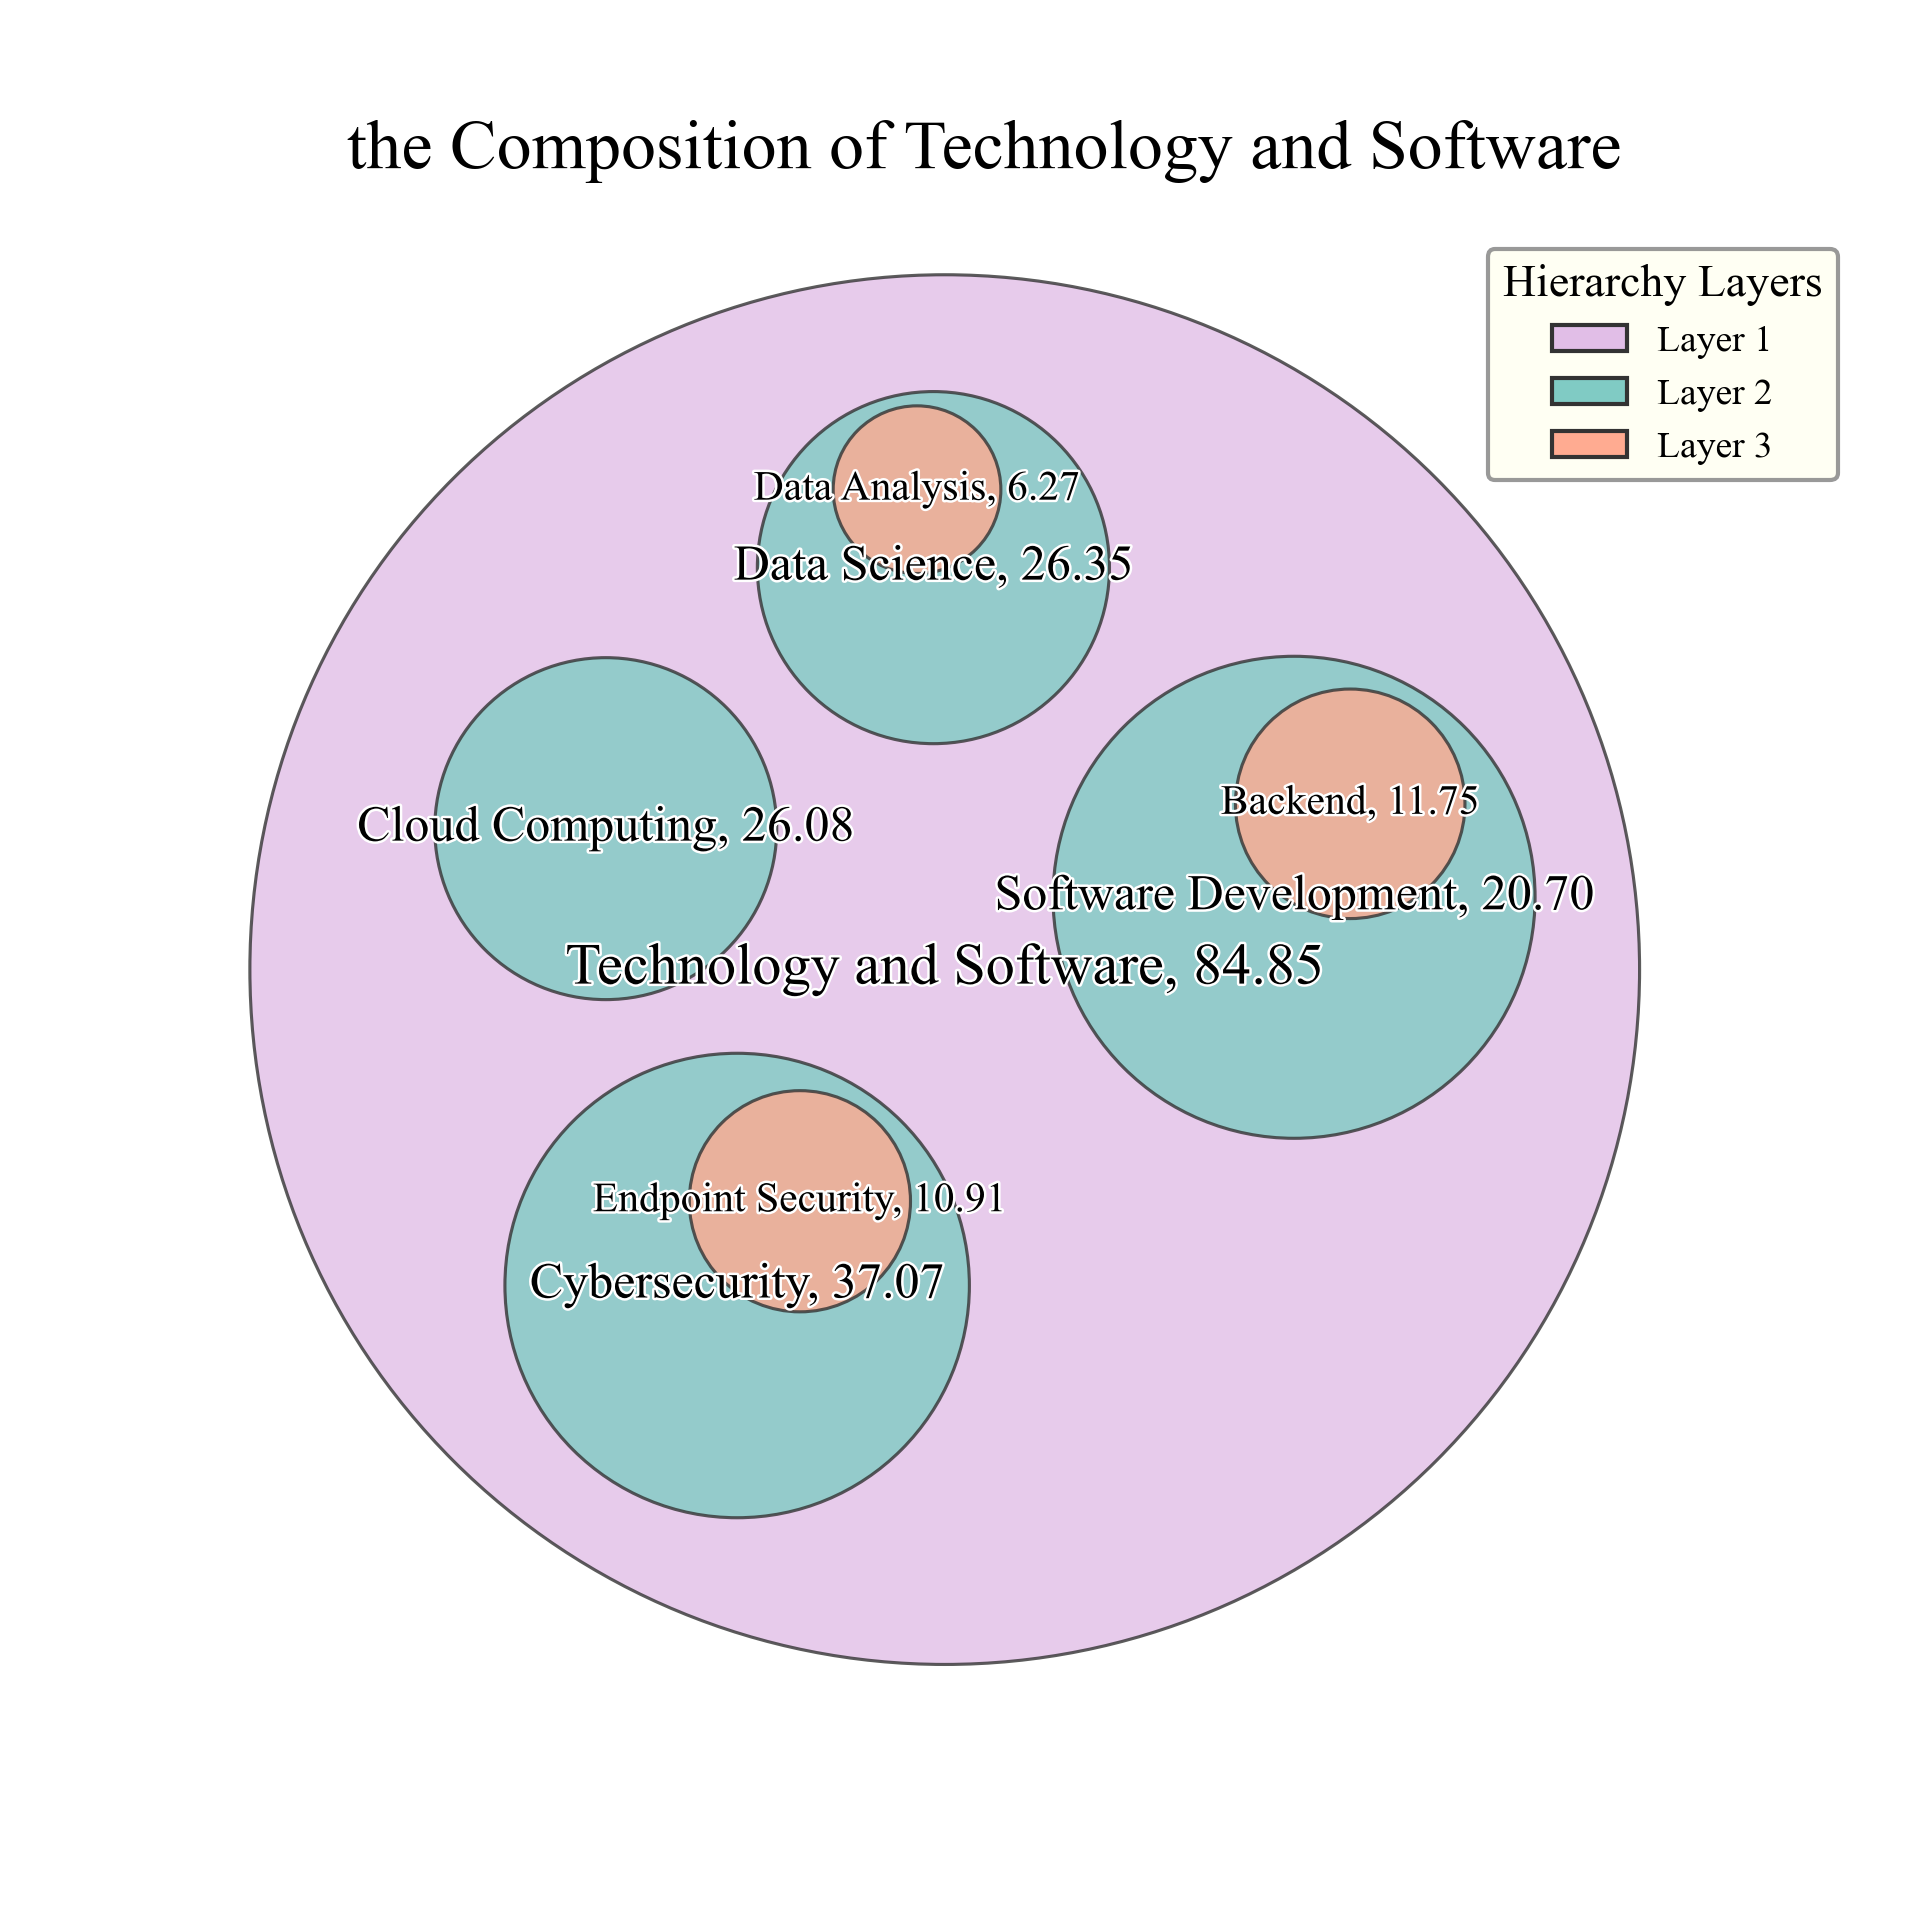 the Composition of Technology and Software
Hierarchy Layers
Layer 1
Layer 2
Layer 3
Data Analysis, 6.27
Data Science, 26.35
Backend, 11.75
Cloud Computing, 26.08
Software Development, 20.70
Technology and Software, 84.85
Endpoint Security, 10.91
Cybersecurity, 37.07